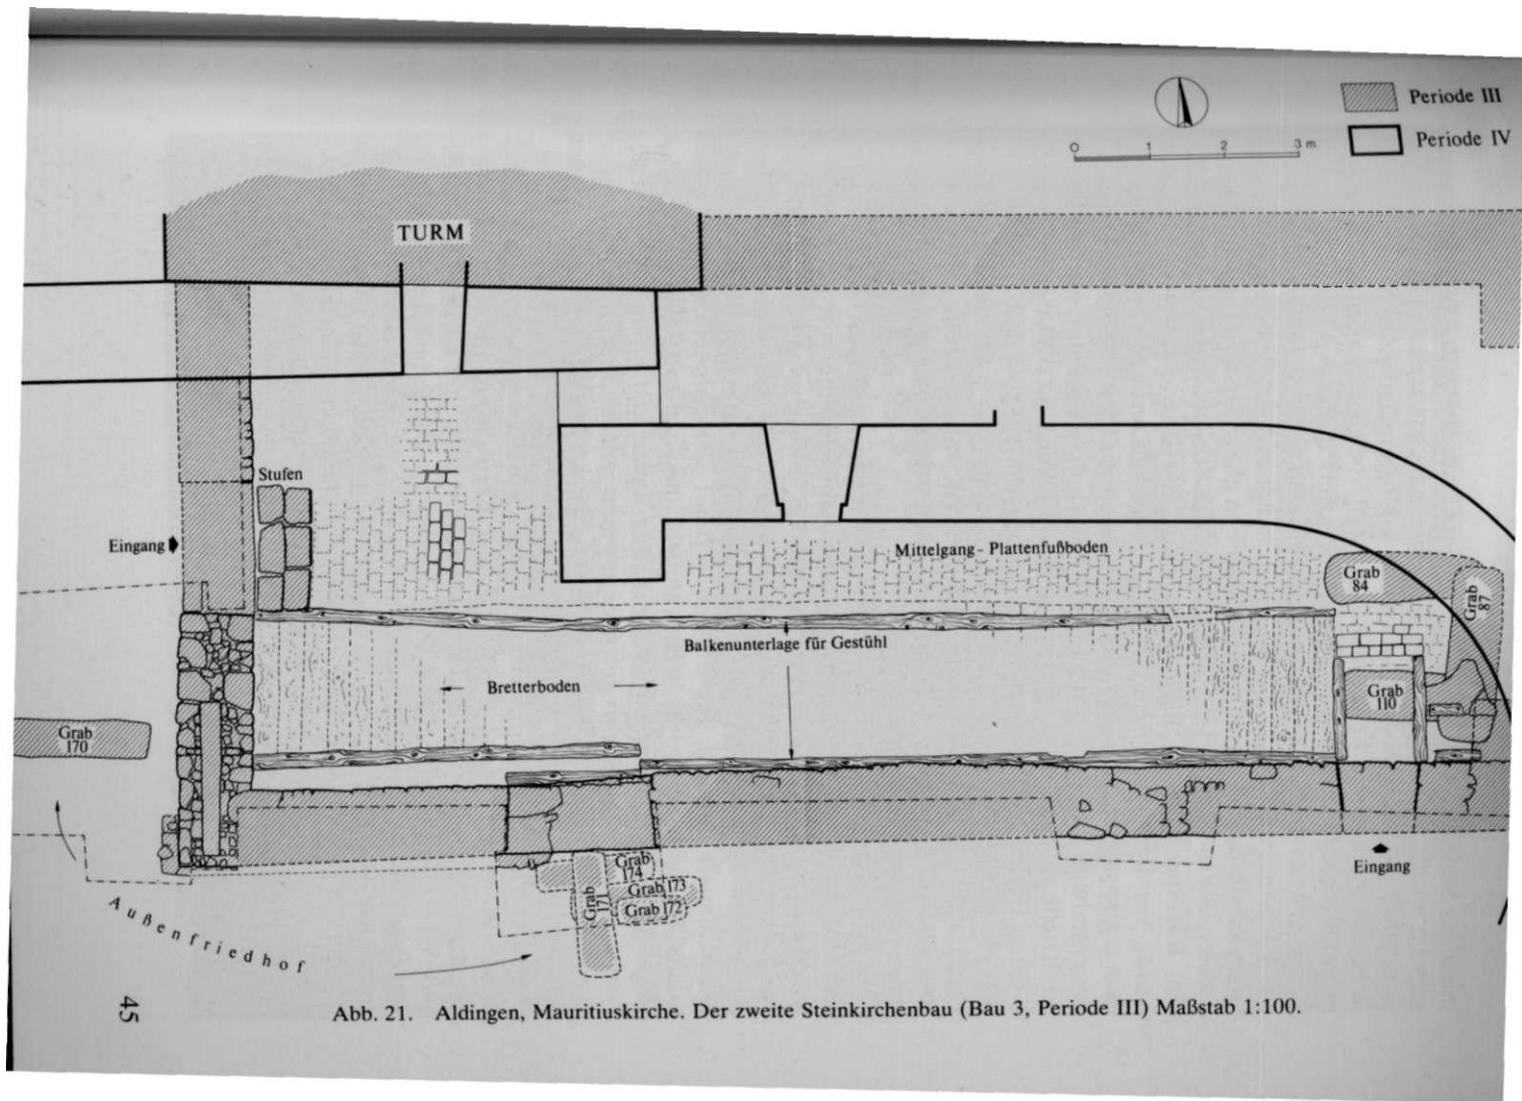 Periode III
0 1 2 3 m
Periode IV
TURM
Stufen
Eingang
Mittelgang - Plattenfußboden
Grab
84
Grab
87
Balkenunterlage für Gestühl
Bretterboden
Grab
110
Grab
170
Eingang
Grab
174
Grab
171
Grab 173
Grab 172
Außenfriedhof
45
Abb. 21. Aldingen, Mauritiuskirche. Der zweite Steinkirchenbau (Bau 3, Periode III) Maßstab 1:100.